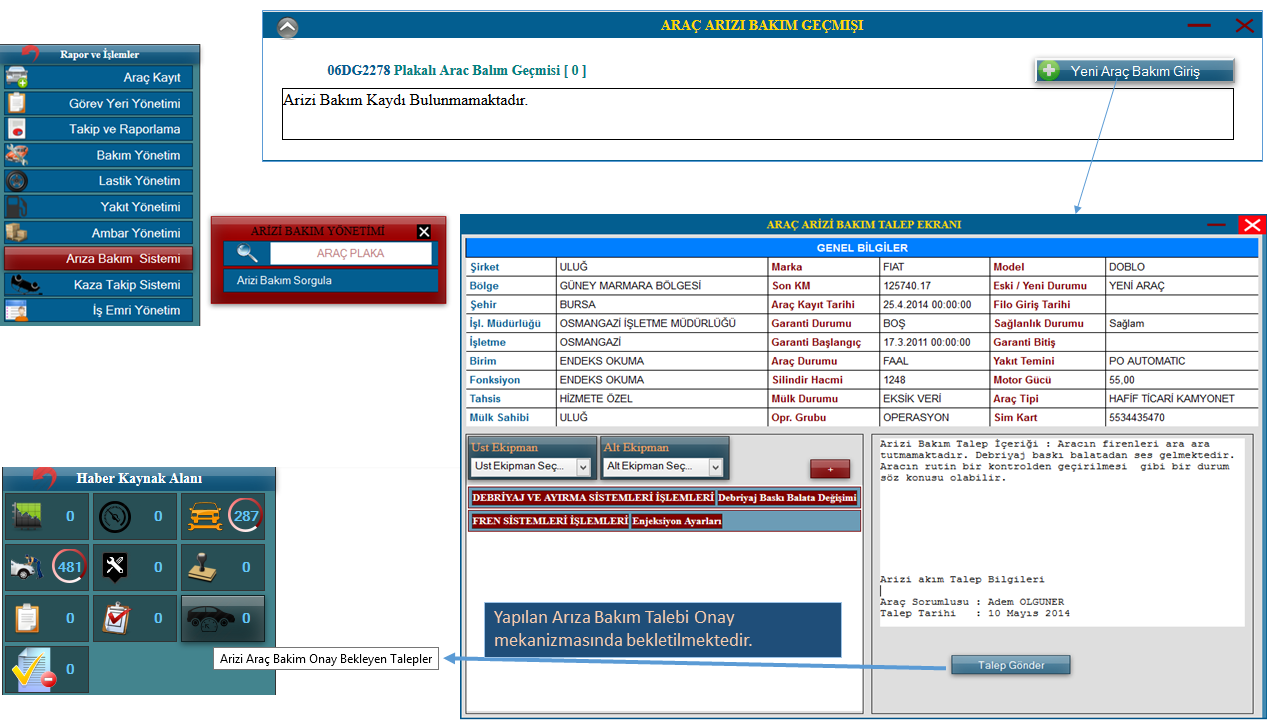 ARAÇ ARIZI BAKIM GEÇMIŞI
06DG2278 Plakalı Arac Balım Geçmisi [ 0 ]
Yeni Araç Bakım Giriş
Arizi Bakım Kaydı Bulunmamaktadır.
Rapor ve İşlemler
Araç Kayıt
Görev Yeri Yönetimi
Takip ve Raporlama
Bakım Yönetim
Lastik Yönetimi
Yakıt Yönetimi
Ambar Yönetimi
Arıza Bakım Sistemi
Kaza Takip Sistemi
İş Emri Yönetim
ARİZİ BAKIM YÖNETİMİ
ARAÇ PLAKA
Arizi Bakım Sorgula
ARAÇ ARİZİ BAKIM TALEP EKRANI
GENEL BİLGİLER
Şirket ULUĞ Marka FIAT Model DOBLO
Bölge GÜNEY MARMARA BÖLGESİ Son KM 125740.17 Eski / Yeni Durumu YENİ ARAÇ
Şehir BURSA Araç Kayıt Tarihi 25.4.2014 00:00:00 Filo Giriş Tarihi
İşl. Müdürlüğü OSMANGAZİ İŞLETME MÜDÜRLÜĞÜ Garanti Durumu BOŞ Sağlanlık Durumu Sağlam
İşletme OSMANGAZİ Garanti Başlangıç 17.3.2011 00:00:00 Garanti Bitiş
Birim ENDEKS OKUMA Araç Durumu FAAL Yakıt Temini PO AUTOMATIC
Fonksiyon ENDEKS OKUMA Silindir Hacmi 1248 Motor Gücü 55,00
Tahsis HİZMETE ÖZEL Mülk Durumu EKSİK VERİ Araç Tipi HAFİF TİCARİ KAMYONET
Mülk Sahibi ULUĞ Opr. Grubu OPERASYON Sim Kart 5534435470
Ust Ekipman Alt Ekipman
Ust Ekipman Seç... Alt Ekipman Seç...
+
DEBRİYAJ VE AYIRMA SİSTEMLERİ İŞLEMLERİ Debriyaj Baskı Balata Değişimi
FREN SİSTEMLERİ İŞLEMLERİ Enjeksiyon Ayarları
Arizi Bakim Talep İçeriği : Aracın firenleri ara ara
tutmamaktadır. Debriyaj baskı balatadan ses gelmektedir.
Aracın rutin bir kontrolden geçirilmesi gibi bir durum
söz konusu olabilir.
Arizi akım Talep Bilgileri
Araç Sorumlusu : Adem OLGUNER
Talep Tarihi : 10 Mayıs 2014
Talep Gönder
Yapılan Arıza Bakım Talebi Onay
mekanizmasında bekletilmektedir.
Haber Kaynak Alanı
0 0 287
481 0 0
0 0 0
0
Arizi Araç Bakim Onay Bekleyen Talepler